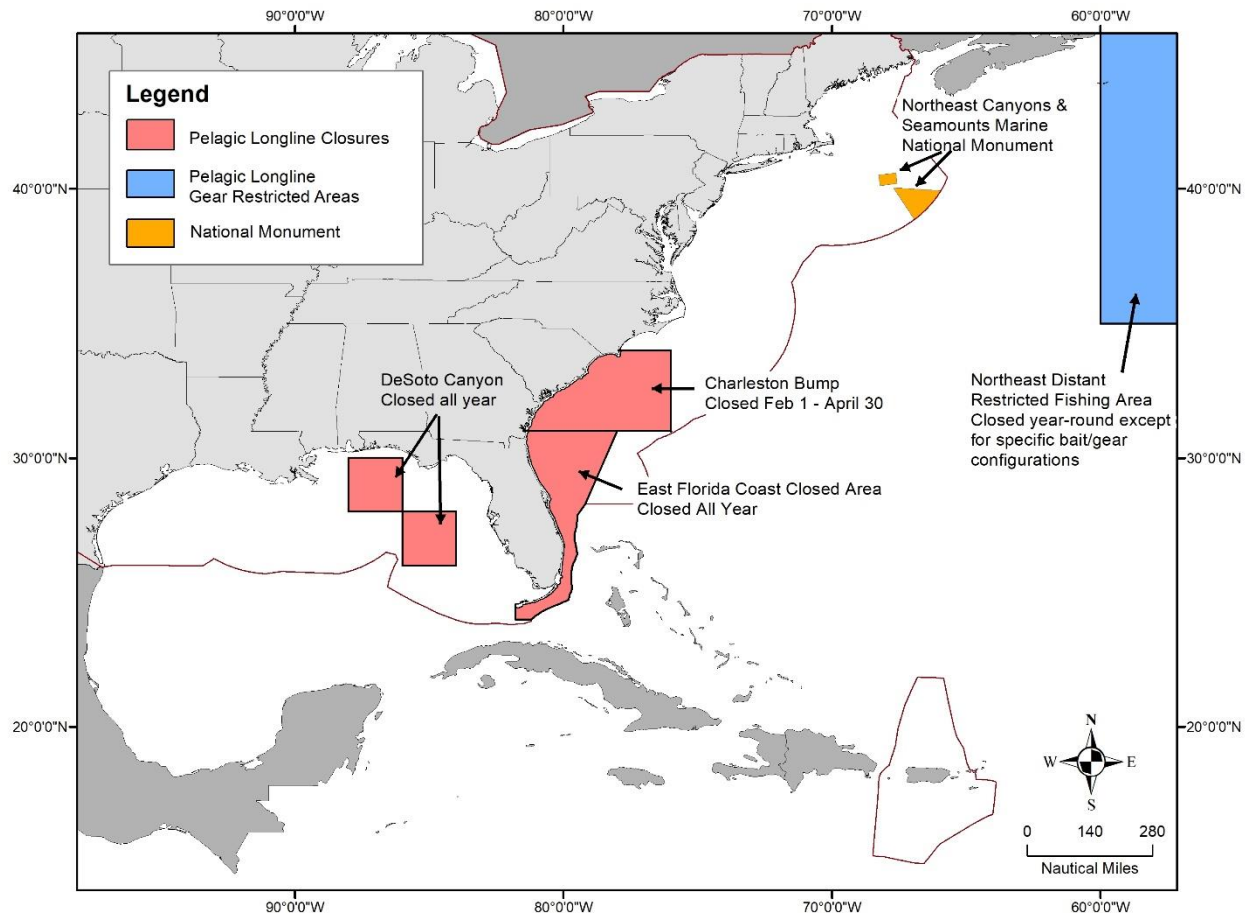 90°0'0"W
80°0'0"W
70°0'0"W
60°0'0"W
Legend
Pelagic Longline Closures
Pelagic Longline
Gear Restricted Areas
National Monument
Northeast Canyons &
Seamounts Marine
National Monument
40°0'0"N
40°0'0"N
DeSoto Canyon
Closed all year
Charleston Bump
Closed Feb 1 - April 30
Northeast Distant
Restricted Fishing Area
Closed year-round except
for specific bait/gear
configurations
30°0'0"N
30°0'0"N
East Florida Coast Closed Area
Closed All Year
20°0'0"N
20°0'0"N
N
W
E
S
0
140
280
Nautical Miles
90°0'0"W
80°0'0"W
70°0'0"W
60°0'0"W